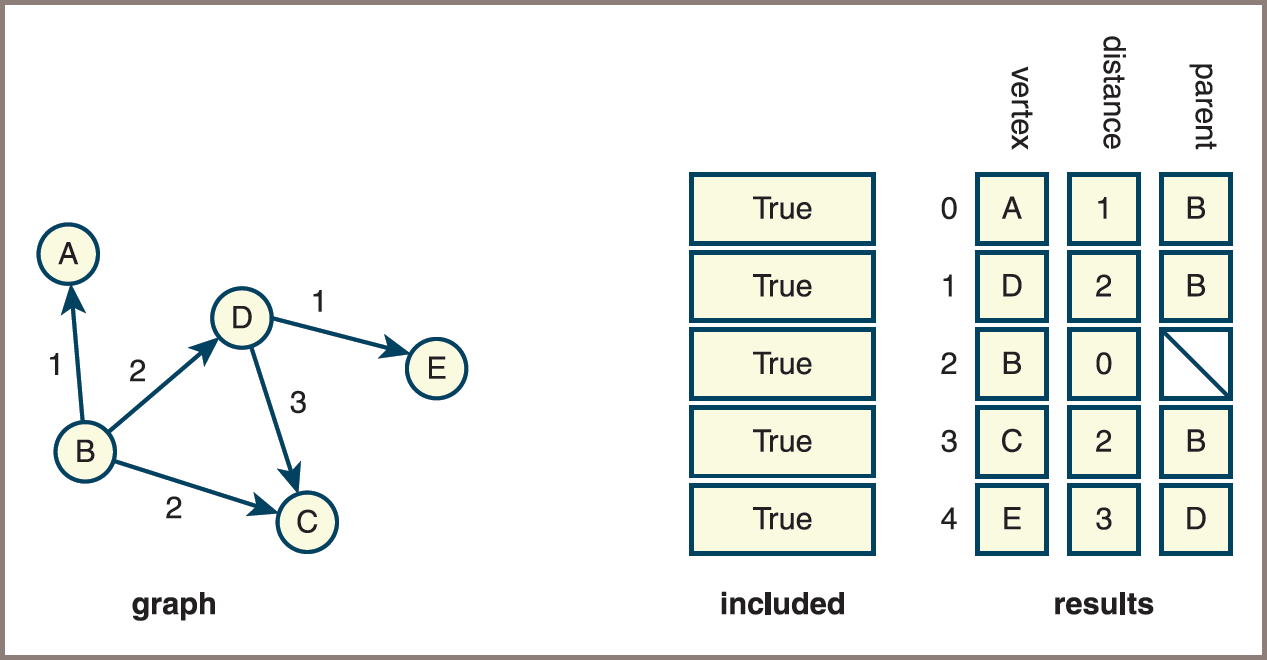 vertex distance parent
True 0 A 1 B
A
True 1 D 2 B
D 1
E
1 2
True 2 B 0
3
B
True 3 C 2 B
2
C
True 4 E 3 D
graph included results